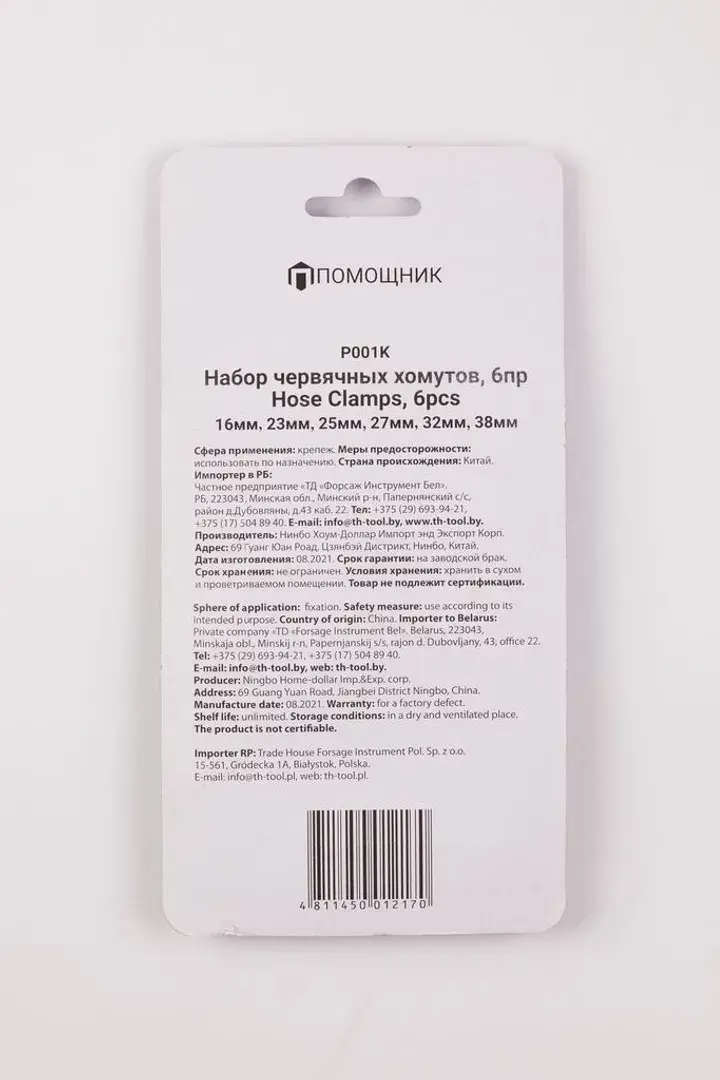 ПОМОЩНИК
P001K
Набор червячных хомутов, 6пр
Hose Clamps, 6pcs
16мм, 23мм, 25мм, 27мм, 32мм, 38мм
Сфера применения: крепеж. Меры предосторожности:
использовать по назначению. Страна происхождения: Китай.
Импортер в РБ:
Частное предприятие «ТД «Форсаж Инструмент Бел».
РБ, 223043, Минская обл., Минский р-н, Папернянский с/с,
район д.Дубовляны, д.43 каб. 22. Тел: +375 (29) 693-94-21,
+375 (17) 504 89 40. E-mail: info@th-tool.by, www.th-tool.by.
Производитель: Нинбо Хоум-Доллар Импорт энд Экспорт Корп.
Адрес: 69 Гуанг Юан Роад, Цзянбэй Дистрикт, Нинбо, Китай.
Дата изготовления: 08.2021. Срок гарантии: на заводской брак.
Срок хранения: не ограничен. Условия хранения: хранить в сухом
и проветриваемом помещении. Товар не подлежит сертификации.
Sphere of application: fixation. Safety measure: use according to its
intended purpose. Country of origin: China. Importer to Belarus:
Private company «TD «Forsage Instrument Bel». Belarus, 223043,
Minskaja obl., Minskij r-n, Papernjanskij s/s, rajon d. Dubovljany, 43, office 22.
Tel: +375 (29) 693-94-21, +375 (17) 504 89 40.
E-mail: info@th-tool.by, web: th-tool.by.
Producer: Ningbo Home-dollar Imp.&Exp. corp.
Address: 69 Guang Yuan Road, Jiangbei District Ningbo, China.
Manufacture date: 08.2021. Warranty: for a factory defect.
Shelf life: unlimited. Storage conditions: in a dry and ventilated place.
The product is not certifiable.
Importer RP: Trade House Forsage Instrument Pol. Sp. z o.o.
15-561, Gródecka 1A, Białystok, Polska.
E-mail: info@th-tool.pl, web: th-tool.pl.
4 811450 012170